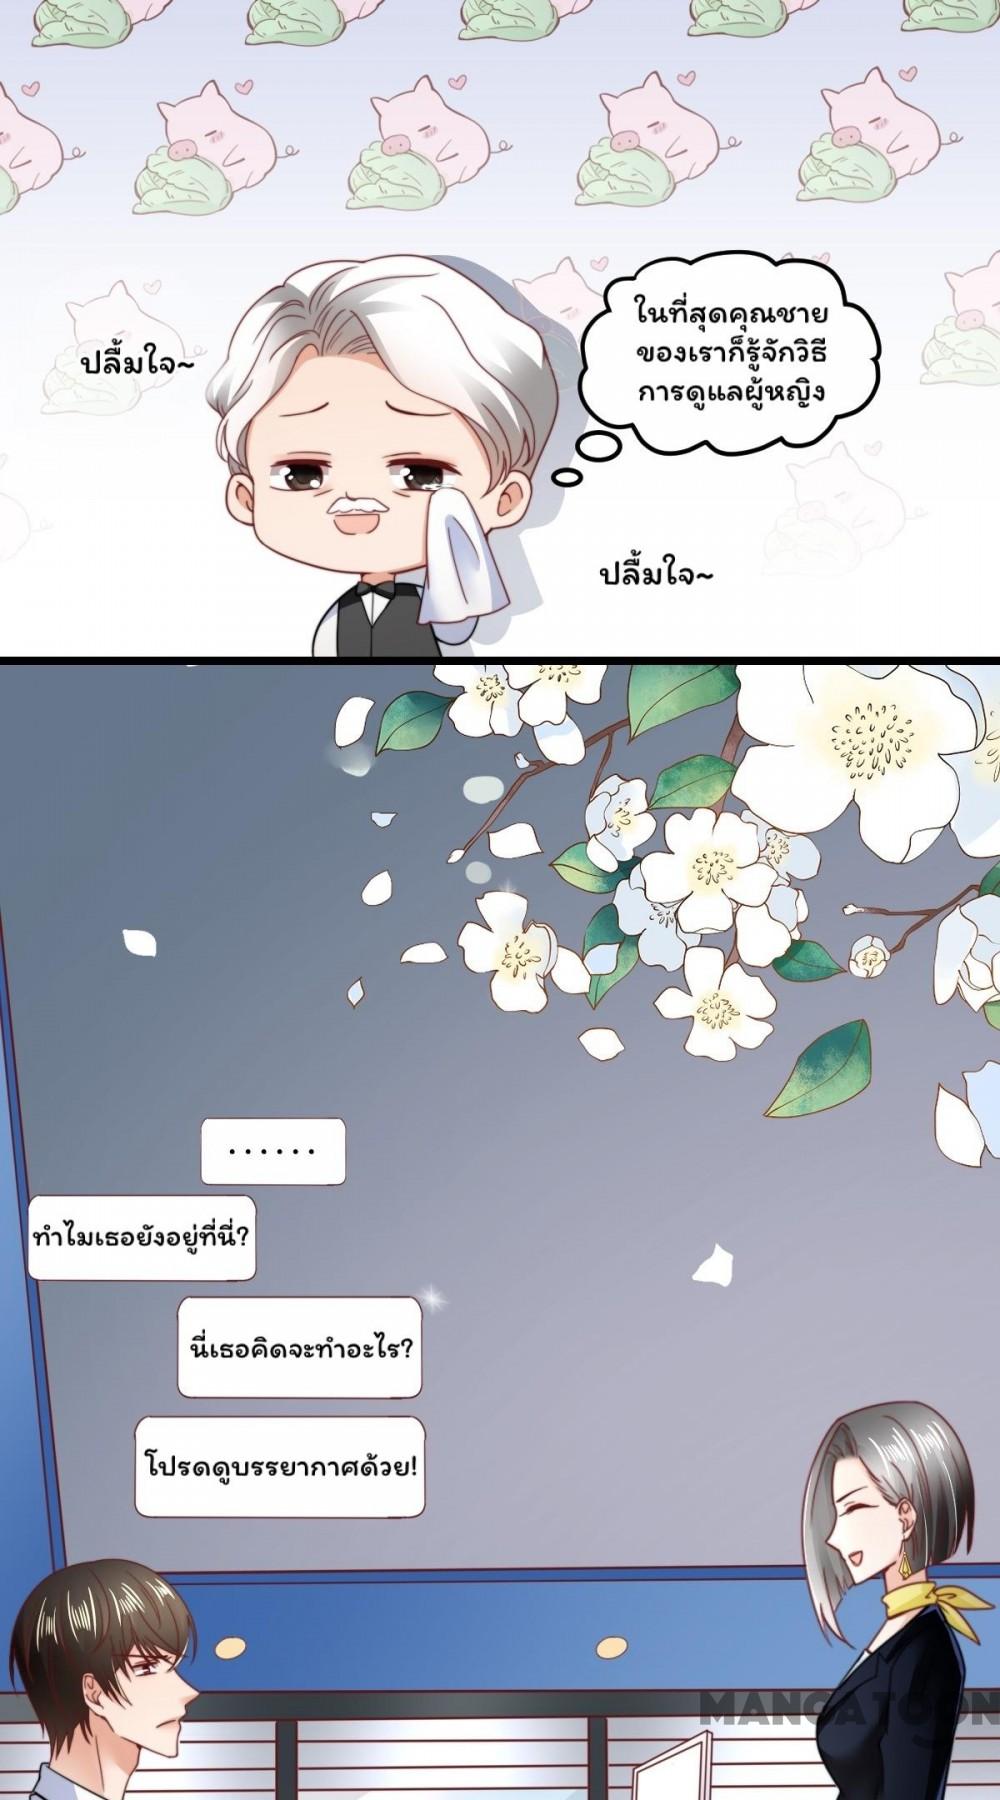 ในที่สุดคุณชาย
ของเราก็รู้จักวิธี
การดูแลผู้หญิง
ปลื้มใจ~
ปลื้มใจ~
......
ทำไมเธอยังอยู่ที่นี่?
นี่เธอคิดจะทำอะไร?
โปรดดูบรรยากาศด้วย!
MANGATOON